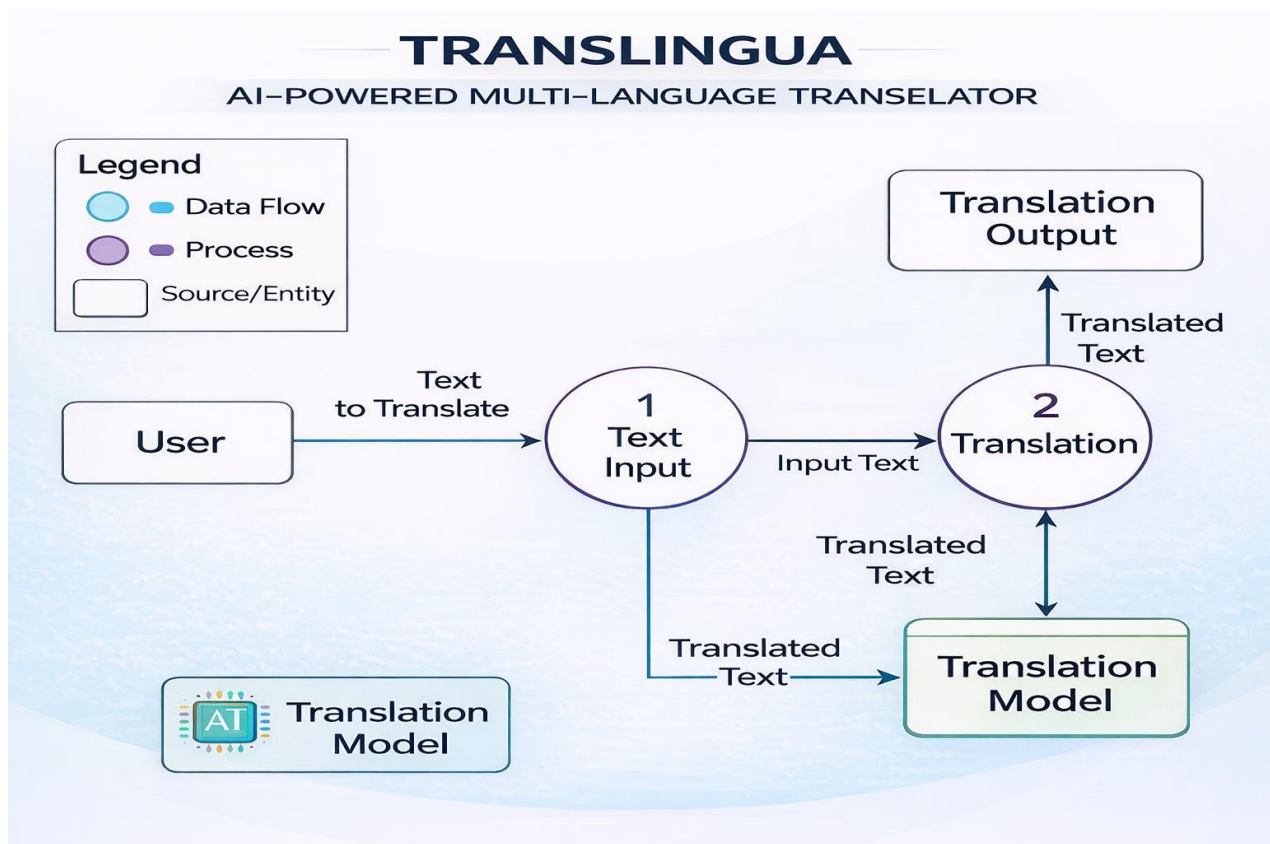 TRANSLINGUA
AI-POWERED MULTI-LANGUAGE TRANSELATOR
Legend
Data Flow
Process
Source/Entity
Translation
Output
Translated
Text
Text
to Translate
User
1
Text
Input
Input Text
2
Translation
Translated
Text
Translated
Text
Translation
Model
AT
Translation
Model